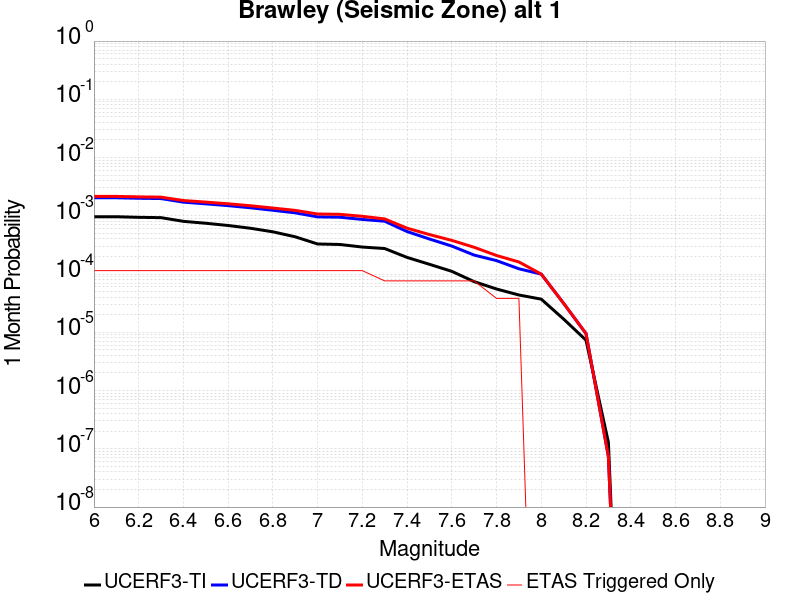 Brawley (Seismic Zone) alt 1
1 Month Probability
10 0
10 -1
10 -2
10 -3
10 -4
10 -5
10 -6
10 -7
10 -8
6 6.2 6.4 6.6 6.8 7 7.2 7.4 7.6 7.8 8 8.2 8.4 8.6 8.8 9
Magnitude
UCERF3-TI UCERF3-TD UCERF3-ETAS ETAS Triggered Only